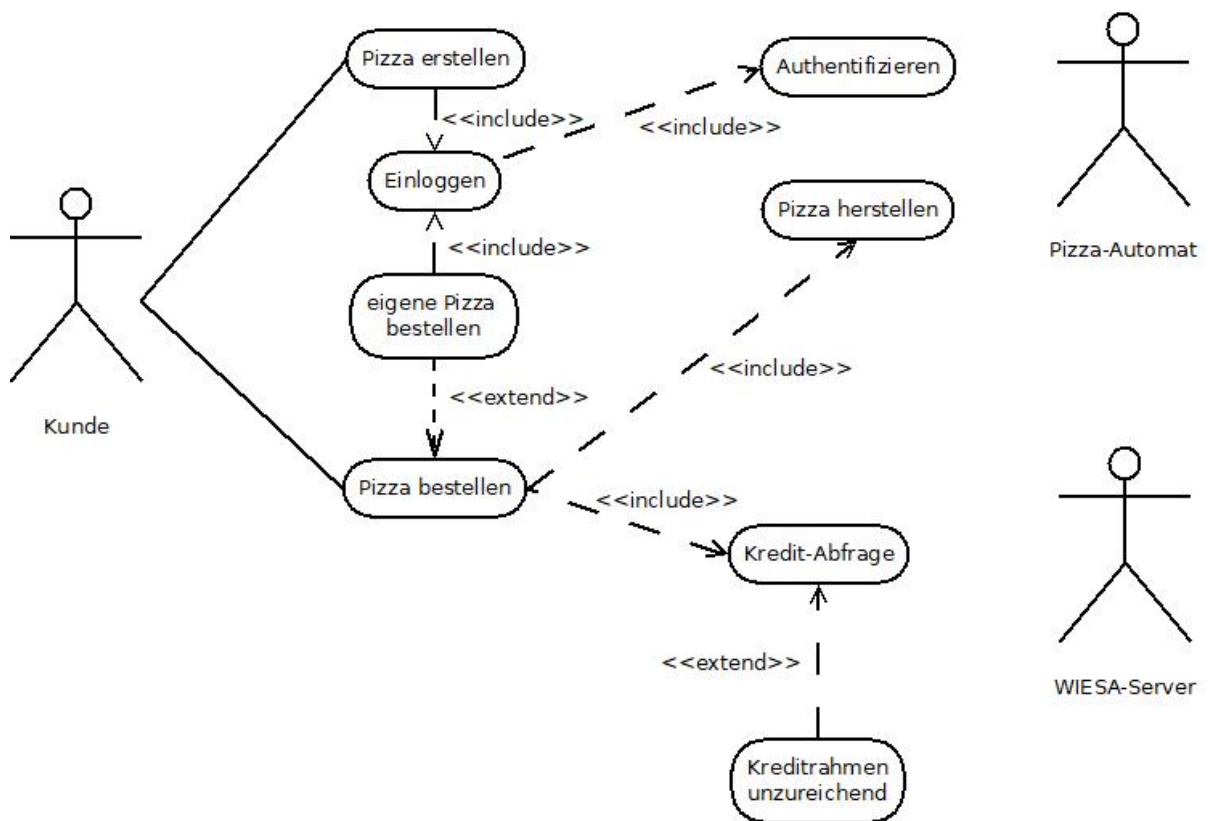 Pizza erstellen
Authentifizieren
<<include>>
<<include>>
Einloggen
Pizza herstellen
<<include>>
Pizza-Automat
eigene Pizza
bestellen
<<include>>
<<extend>>
Kunde
Pizza bestellen
<<include>>
Kredit-Abfrage
<<extend>>
WIESA-Server
Kreditrahmen
unzureichend